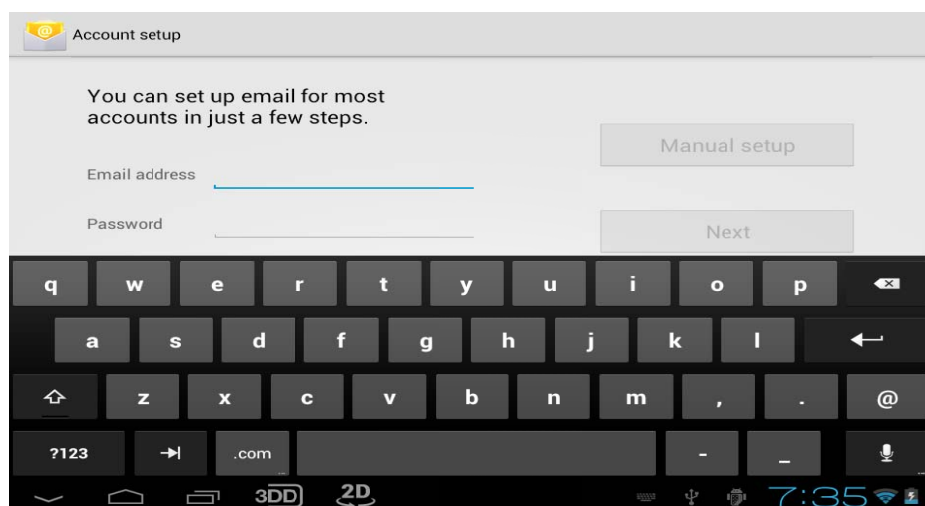 @
Account setup
You can set up email for most
accounts in just a few steps.
Manual setup
Email address
Password
Next
q w e r t y u i o p
a s d f g h j k l
z x c v b n m , . @
?123 .com - _
3DD 2D 7:35